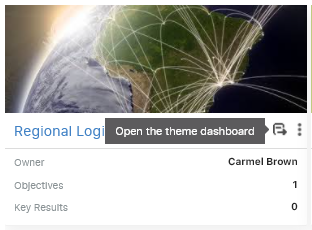 Regional Logi
Open the theme dashboard
Owner Carmel Brown
Objectives 1
Key Results 0